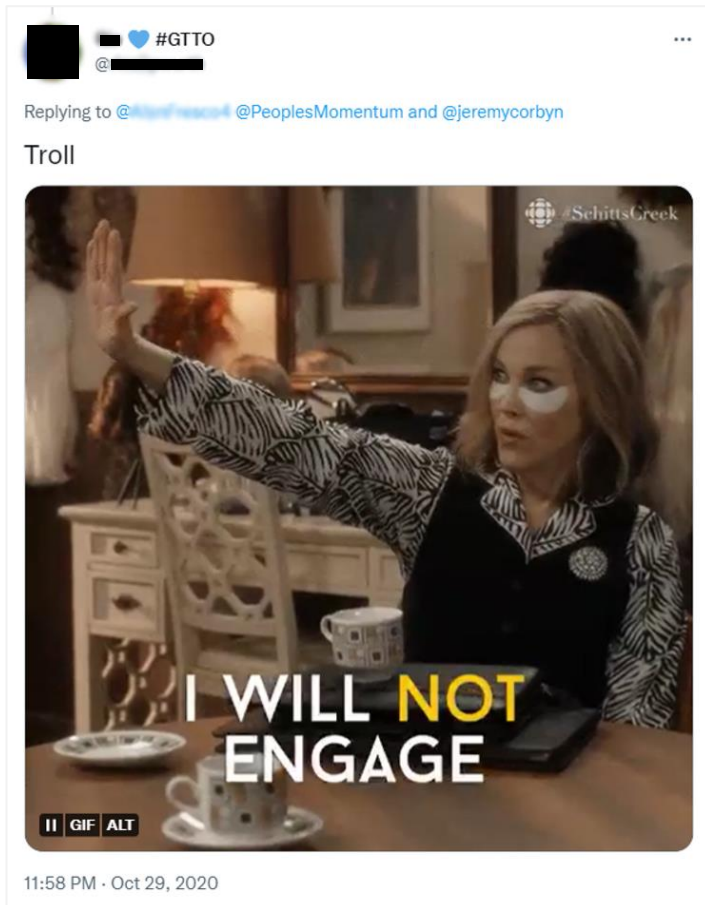 💙 #GTTO
@
Replying to @ @PeoplesMomentum and @jeremycorbyn
Troll
#SchittsCreek
I WILL NOT
ENGAGE
GIF ALT
11:58 PM · Oct 29, 2020